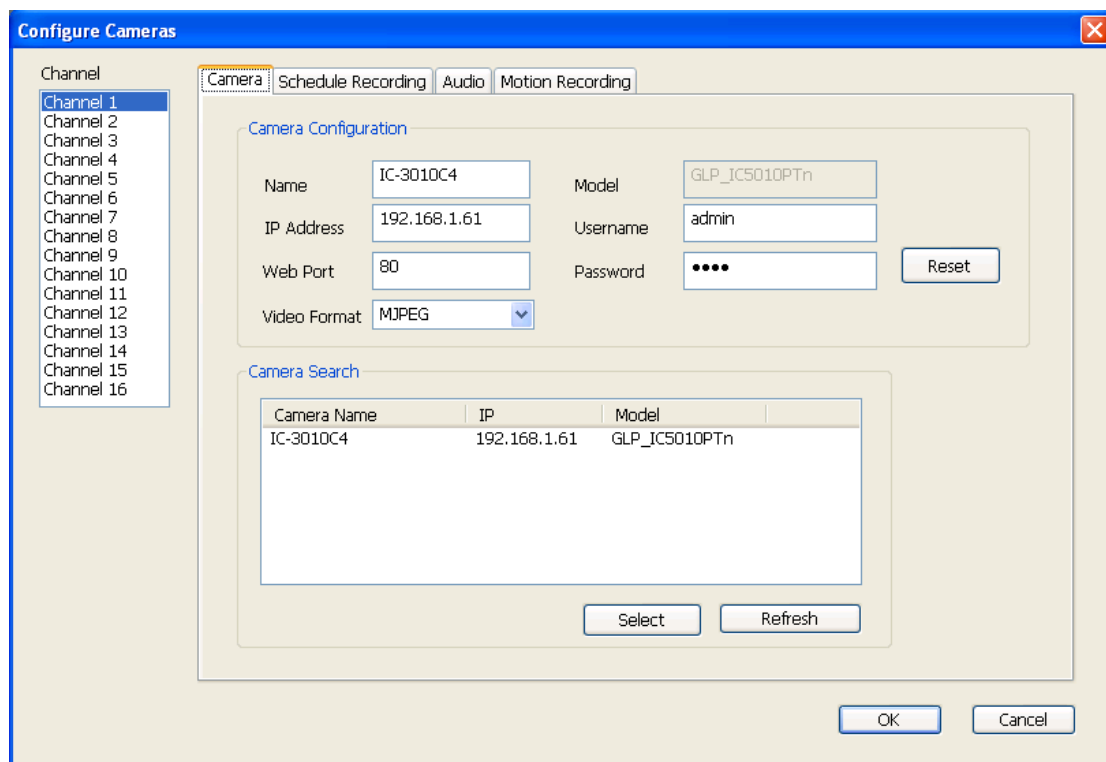 Configure Cameras
Channel
Channel 1
Channel 2
Channel 3
Channel 4
Channel 5
Channel 6
Channel 7
Channel 8
Channel 9
Channel 10
Channel 11
Channel 12
Channel 13
Channel 14
Channel 15
Channel 16
Camera Schedule Recording Audio Motion Recording
Camera Configuration
Name IC-3010C4 Model GLP_IC5010PTn
IP Address 192.168.1.61 Username admin
Web Port 80 Password •••• Reset
Video Format MJPEG
Camera Search
Camera Name IP Model
IC-3010C4 192.168.1.61 GLP_IC5010PTn
Select Refresh
OK Cancel